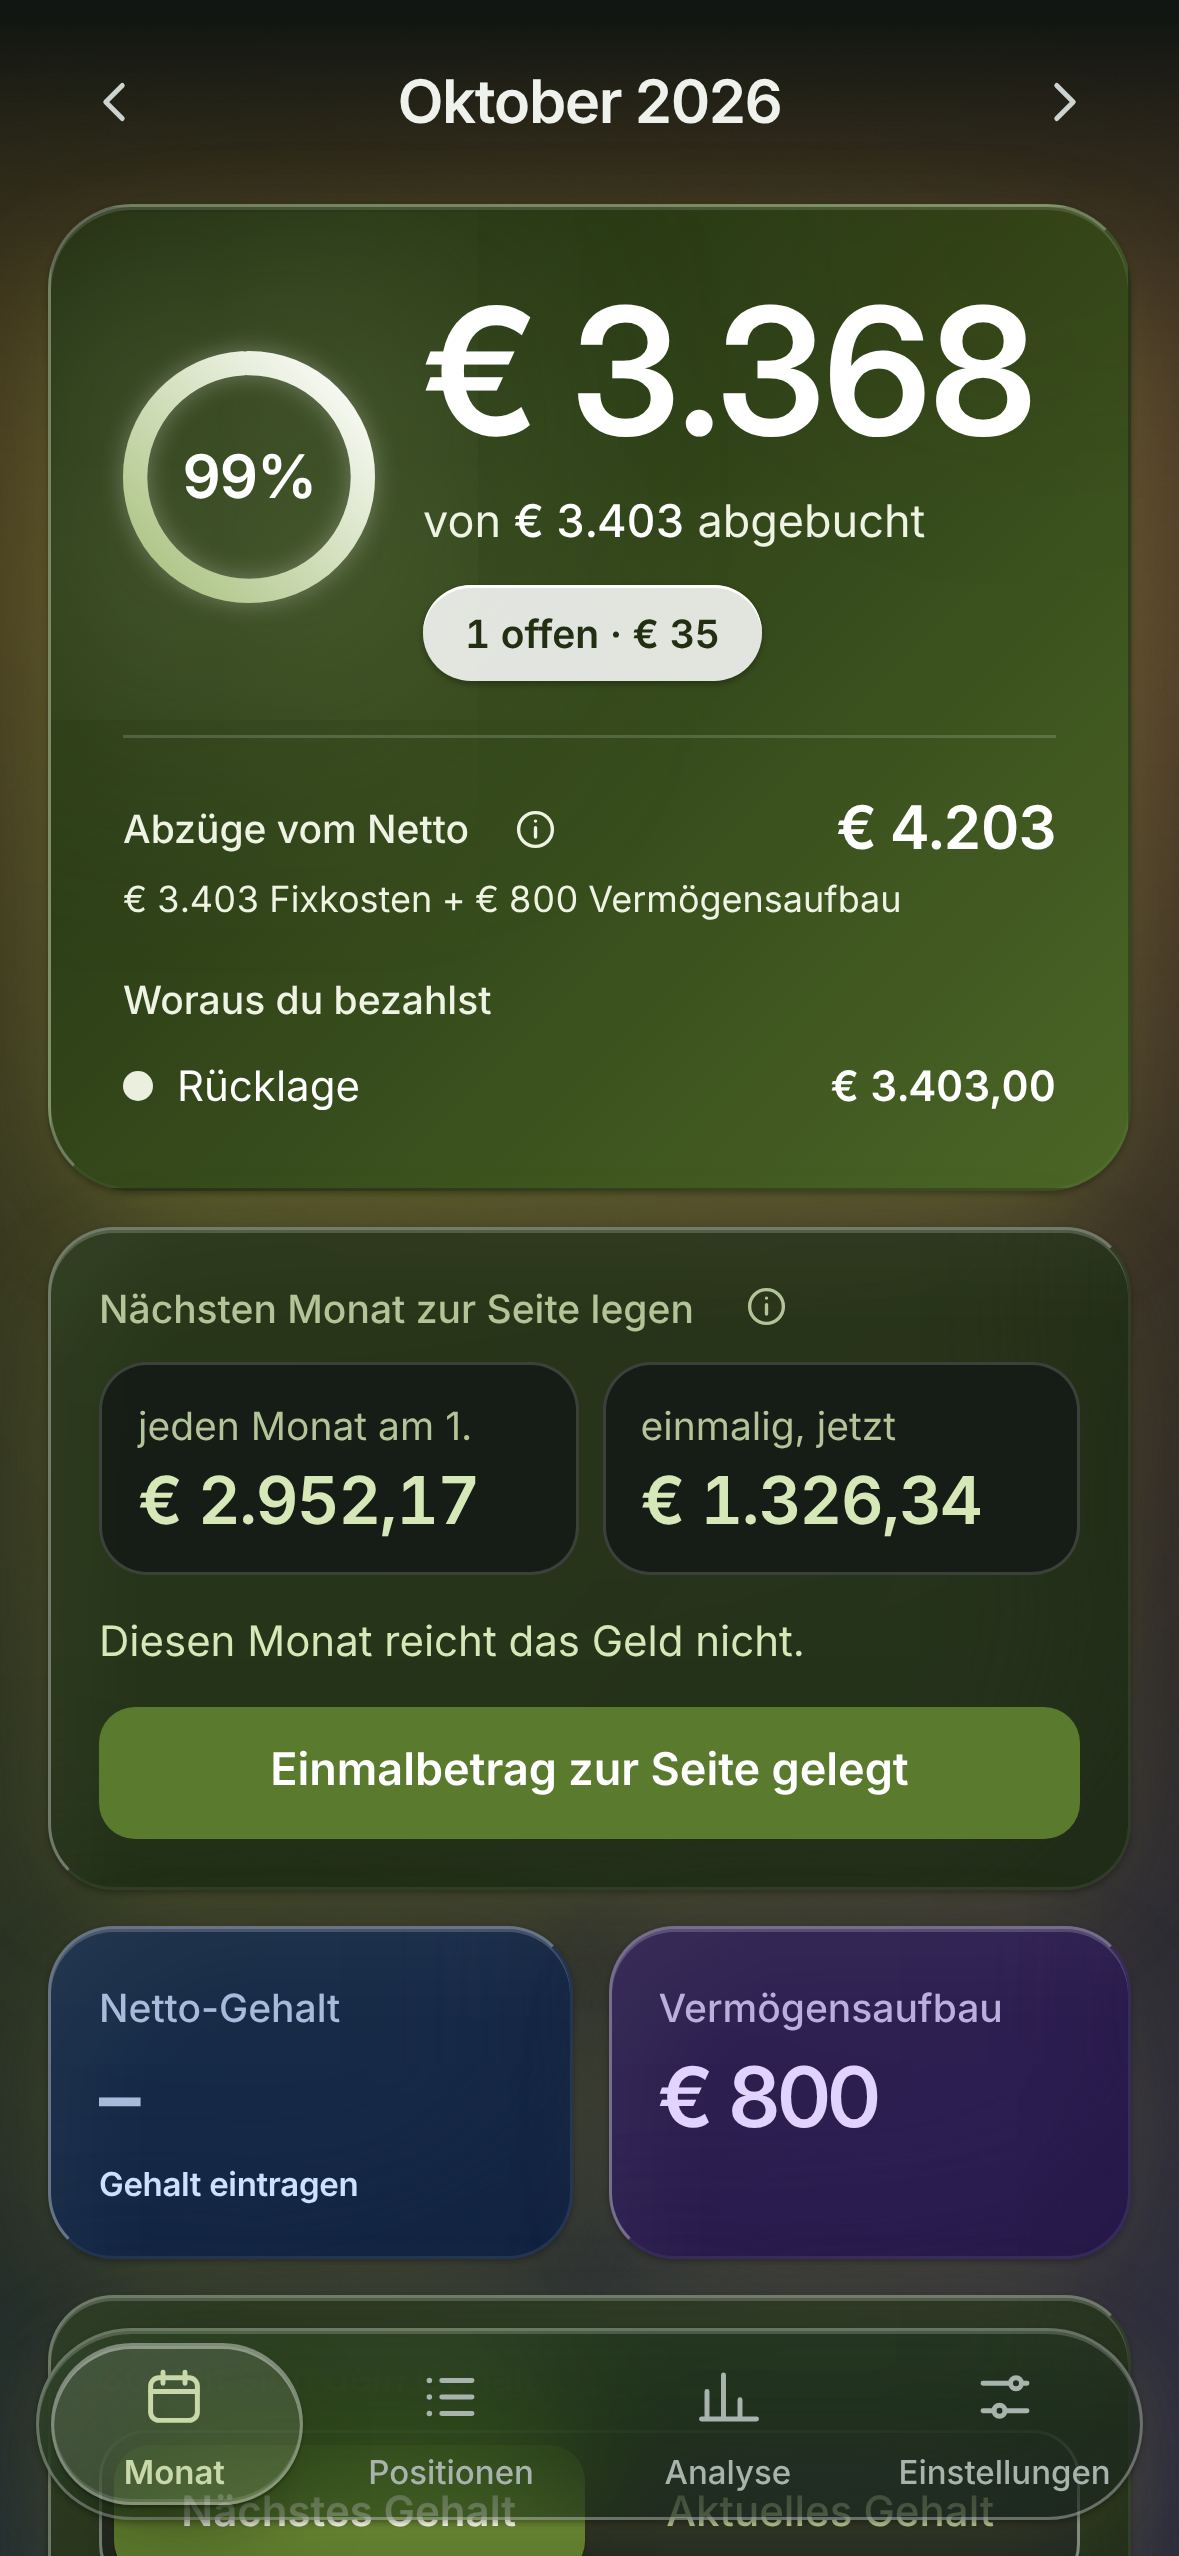 Oktober 2026
€ 3.368
99%
von € 3.403 abgebucht
1 offen · € 35
Abzüge vom Netto
€ 4.203
€ 3.403 Fixkosten + € 800 Vermögensaufbau
Woraus du bezahlst
Rücklage
€ 3.403,00
Nächsten Monat zur Seite legen
jeden Monat am 1.
€ 2.952,17
einmalig, jetzt
€ 1.326,34
Diesen Monat reicht das Geld nicht.
Einmalbetrag zur Seite gelegt
Netto-Gehalt
–
Gehalt eintragen
Vermögensaufbau
€ 800
Monat
Positionen
Analyse
Einstellungen
Nächstes Gehalt
Aktuelles Gehalt